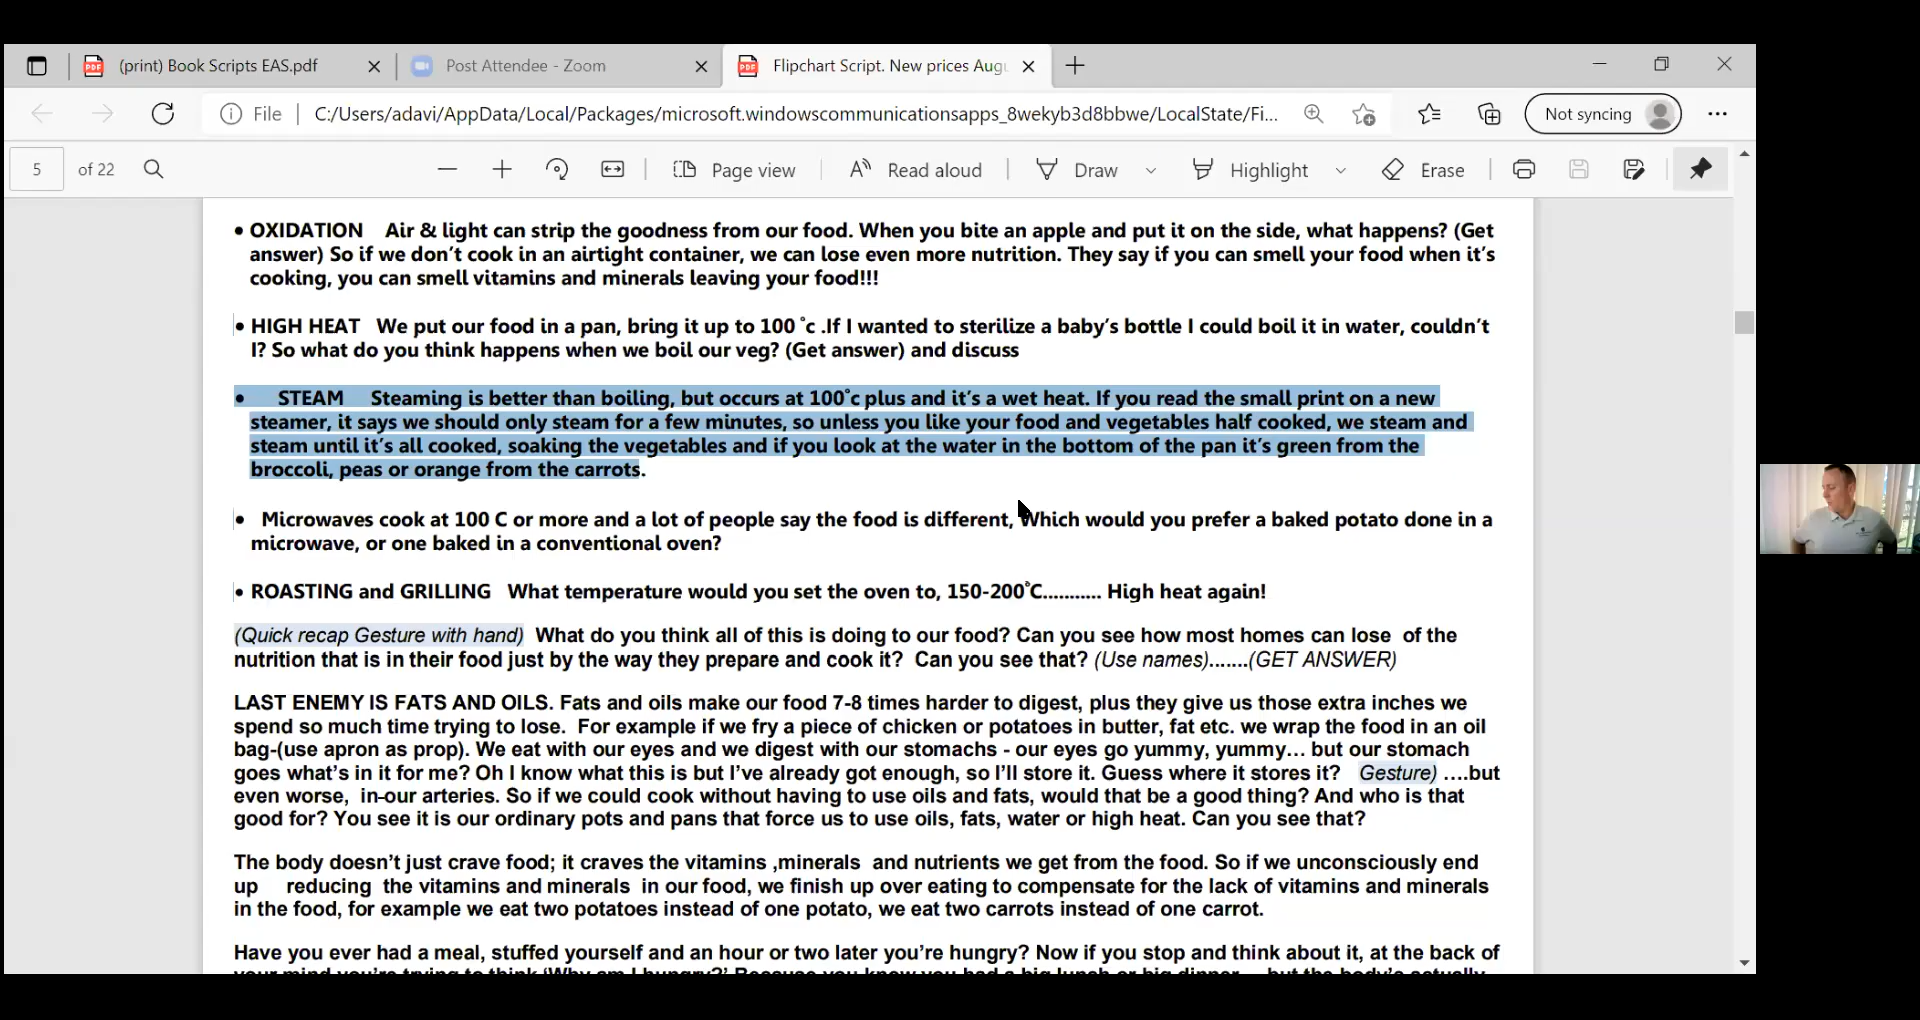 (print) Book Scripts EAS.pdf
Post Attendee - Zoom
Flipchart Script. New prices Augu
File
C:/Users/adavi/AppData/Local/Packages/microsoft.windowscommunicationsapps_8wekyb3d8bbwe/LocalState/Fi...
Not syncing
5 of 22
Page view
Read aloud
Draw
Highlight
Erase
• OXIDATION Air & light can strip the goodness from our food. When you bite an apple and put it on the side, what happens? (Get
answer) So if we don't cook in an airtight container, we can lose even more nutrition. They say if you can smell your food when it's
cooking, you can smell vitamins and minerals leaving your food!!!
• HIGH HEAT We put our food in a pan, bring it up to 100 °c .If I wanted to sterilize a baby's bottle I could boil it in water, couldn't
I? So what do you think happens when we boil our veg? (Get answer) and discuss
• STEAM Steaming is better than boiling, but occurs at 100°c plus and it's a wet heat. If you read the small print on a new
steamer, it says we should only steam for a few minutes, so unless you like your food and vegetables half cooked, we steam and
steam until it's all cooked, soaking the vegetables and if you look at the water in the bottom of the pan it's green from the
broccoli, peas or orange from the carrots.
• Microwaves cook at 100 C or more and a lot of people say the food is different, Which would you prefer a baked potato done in a
microwave, or one baked in a conventional oven?
• ROASTING and GRILLING What temperature would you set the oven to, 150-200°C........... High heat again!
(Quick recap Gesture with hand) What do you think all of this is doing to our food? Can you see how most homes can lose of the
nutrition that is in their food just by the way they prepare and cook it? Can you see that? (Use names).......(GET ANSWER)
LAST ENEMY IS FATS AND OILS. Fats and oils make our food 7-8 times harder to digest, plus they give us those extra inches we
spend so much time trying to lose. For example if we fry a piece of chicken or potatoes in butter, fat etc. we wrap the food in an oil
bag-(use apron as prop). We eat with our eyes and we digest with our stomachs - our eyes go yummy, yummy... but our stomach
goes what's in it for me? Oh I know what this is but I've already got enough, so I'll store it. Guess where it stores it? Gesture) ....but
even worse, in-our arteries. So if we could cook without having to use oils and fats, would that be a good thing? And who is that
good for? You see it is our ordinary pots and pans that force us to use oils, fats, water or high heat. Can you see that?
The body doesn't just crave food; it craves the vitamins ,minerals and nutrients we get from the food. So if we unconsciously end
up reducing the vitamins and minerals in our food, we finish up over eating to compensate for the lack of vitamins and minerals
in the food, for example we eat two potatoes instead of one potato, we eat two carrots instead of one carrot.
Have you ever had a meal, stuffed yourself and an hour or two later you're hungry? Now if you stop and think about it, at the back of
your mind you're trying to think 'Why am I hungry?' Because you know you had a big lunch or big dinner... but the body's actually